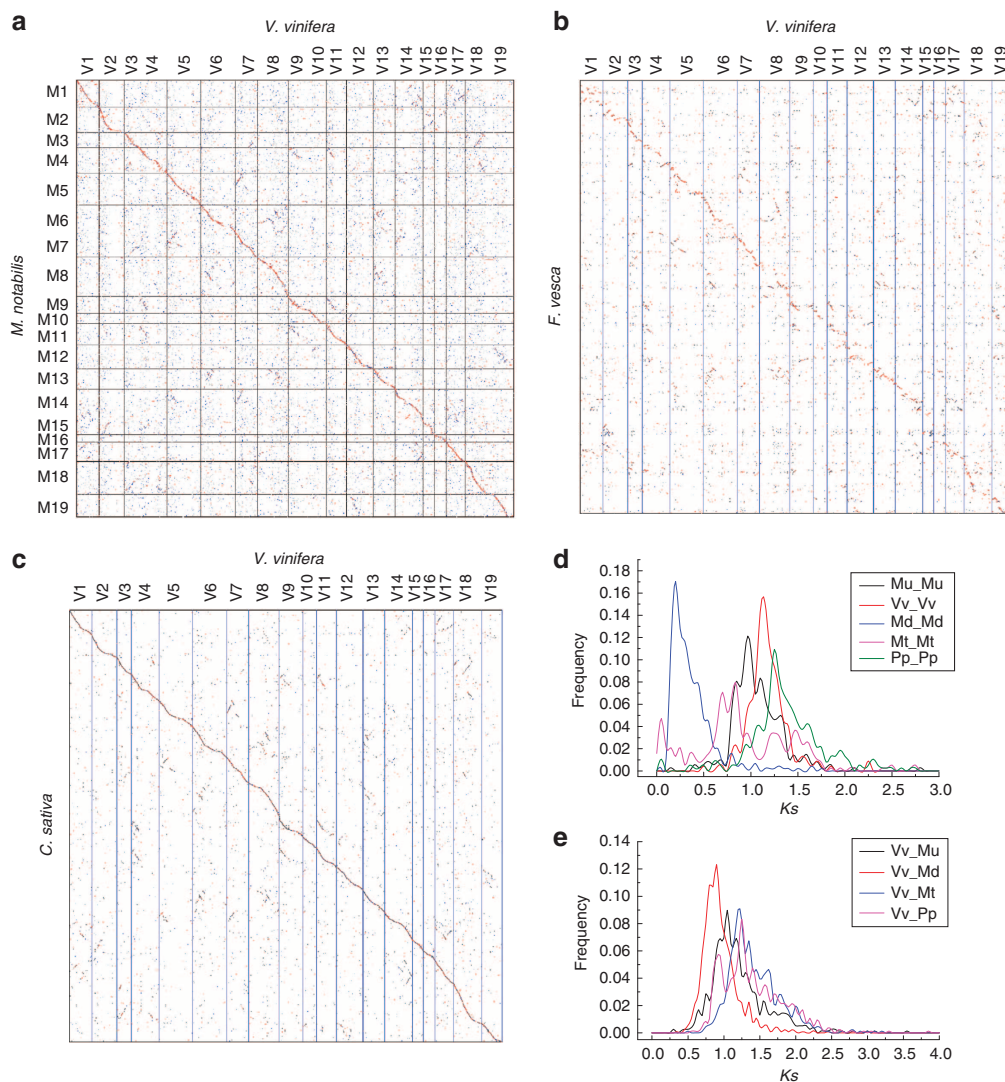 a
V. vinifera
V1 V2 V3 V4 V5 V6 V7 V8 V9 V10 V11 V12 V13 V14 V15 V16 V17 V18 V19
M. notabilis
M1
M2
M3
M4
M5
M6
M7
M8
M9
M10
M11
M12
M13
M14
M15
M16
M17
M18
M19
b
V. vinifera
V1 V2 V3 V4 V5 V6 V7 V8 V9 V10 V11 V12 V13 V14 V15 V16 V17 V18 V19
F. vesca
c
V. vinifera
V1 V2 V3 V4 V5 V6 V7 V8 V9 V10 V11 V12 V13 V14 V15 V16 V17 V18 V19
C. sativa
d
Frequency
0.18
0.16
0.14
0.12
0.10
0.08
0.06
0.04
0.02
0.00
Mu_Mu
Vv_Vv
Md_Md
Mt_Mt
Pp_Pp
0.0 0.5 1.0 1.5 2.0 2.5 3.0
Ks
e
Frequency
0.14
0.12
0.10
0.08
0.06
0.04
0.02
0.00
Vv_Mu
Vv_Md
Vv_Mt
Vv_Pp
0.0 0.5 1.0 1.5 2.0 2.5 3.0 3.5 4.0
Ks